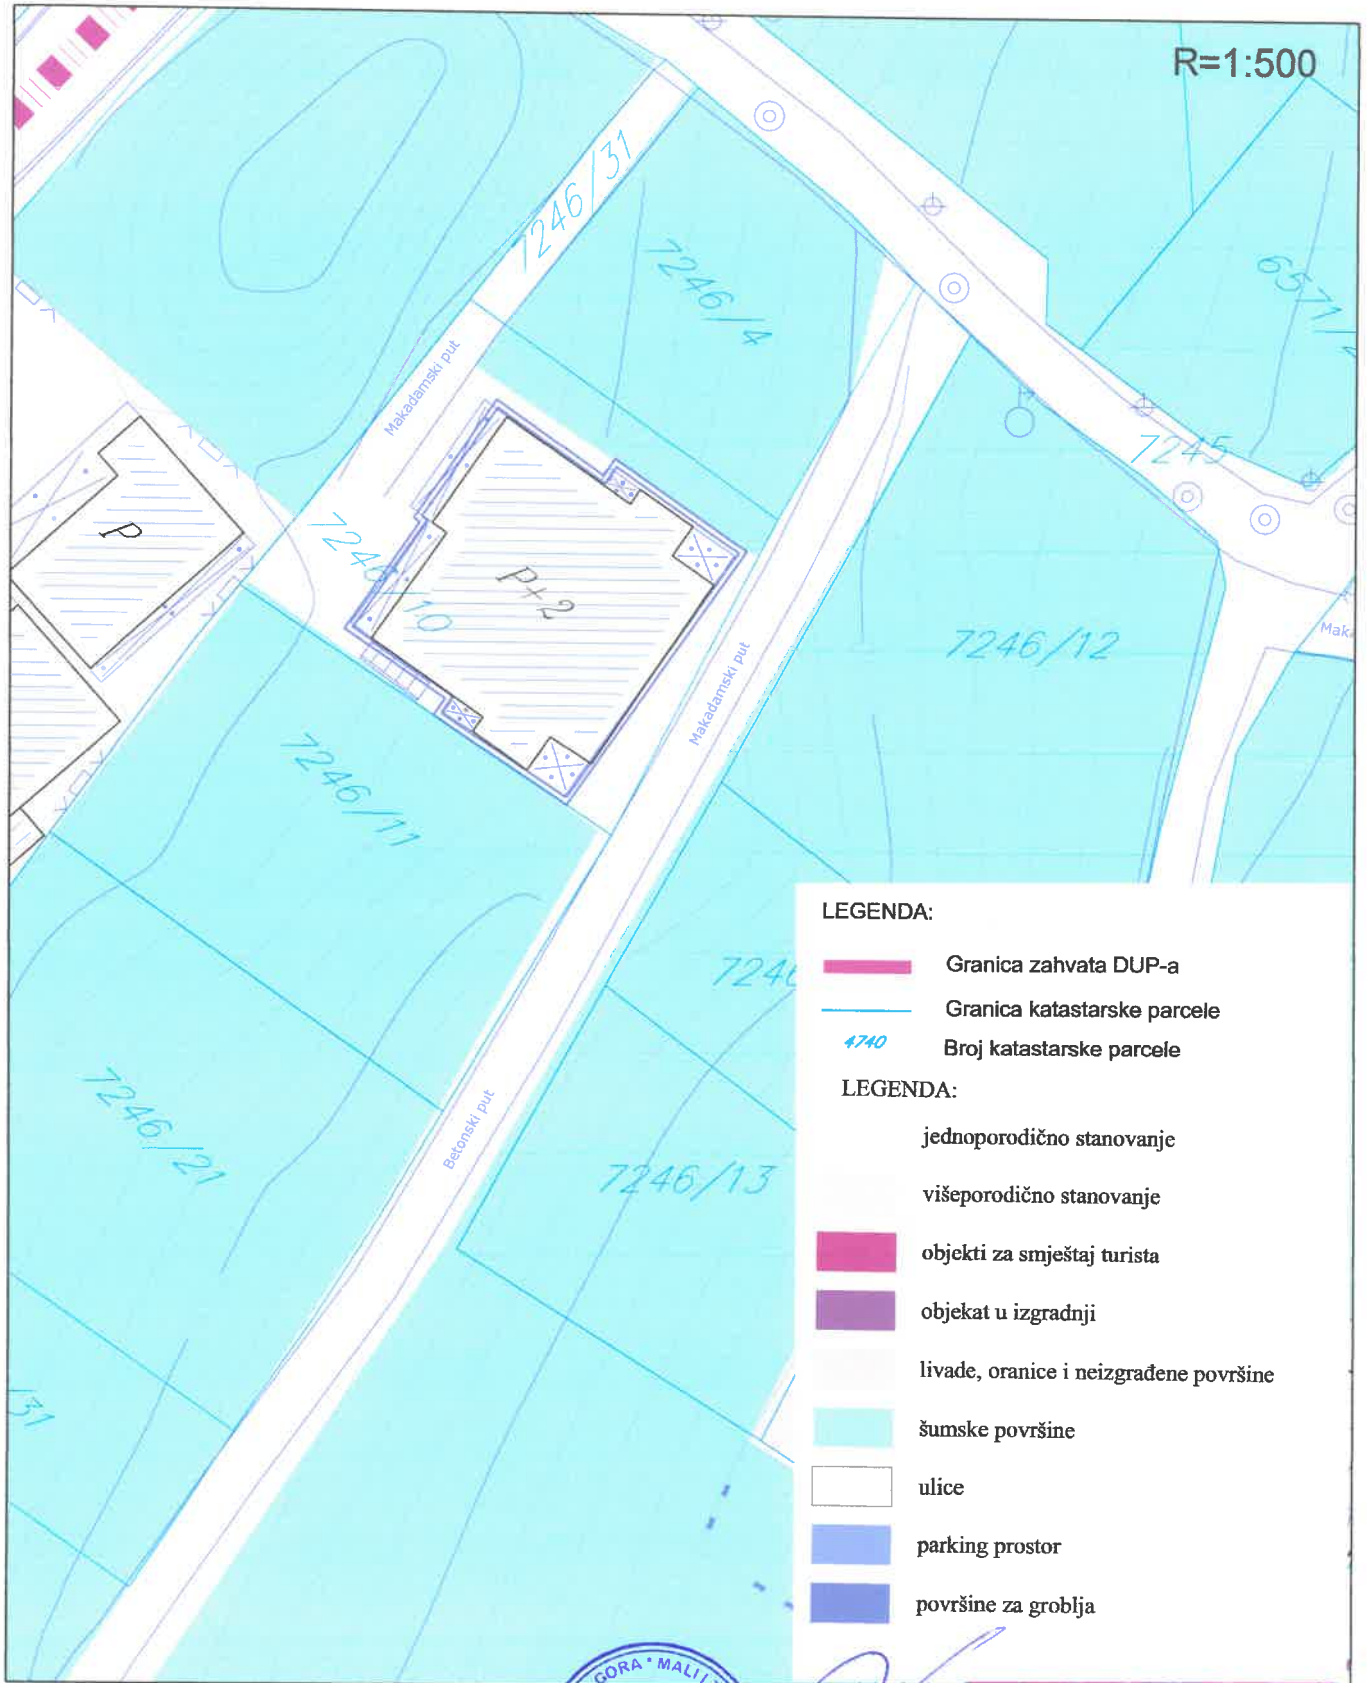 R=1:500
7246/31
7246/4
6571/
Makadamski put
7245
P
7246/10
P+2
7246/12
Makadamski put
7246/11
LEGENDA:
Granica zahvata DUP-a
Granica katastarske parcele
4740 Broj katastarske parcele
LEGENDA:
jednoporodično stanovanje
višeporodično stanovanje
objekti za smještaj turista
objekat u izgradnji
livade, oranice i neizgrađene površine
šumske površine
ulice
parking prostor
površine za groblja
7246/21
Betonski put
7246/13
/31
GORA * MALI